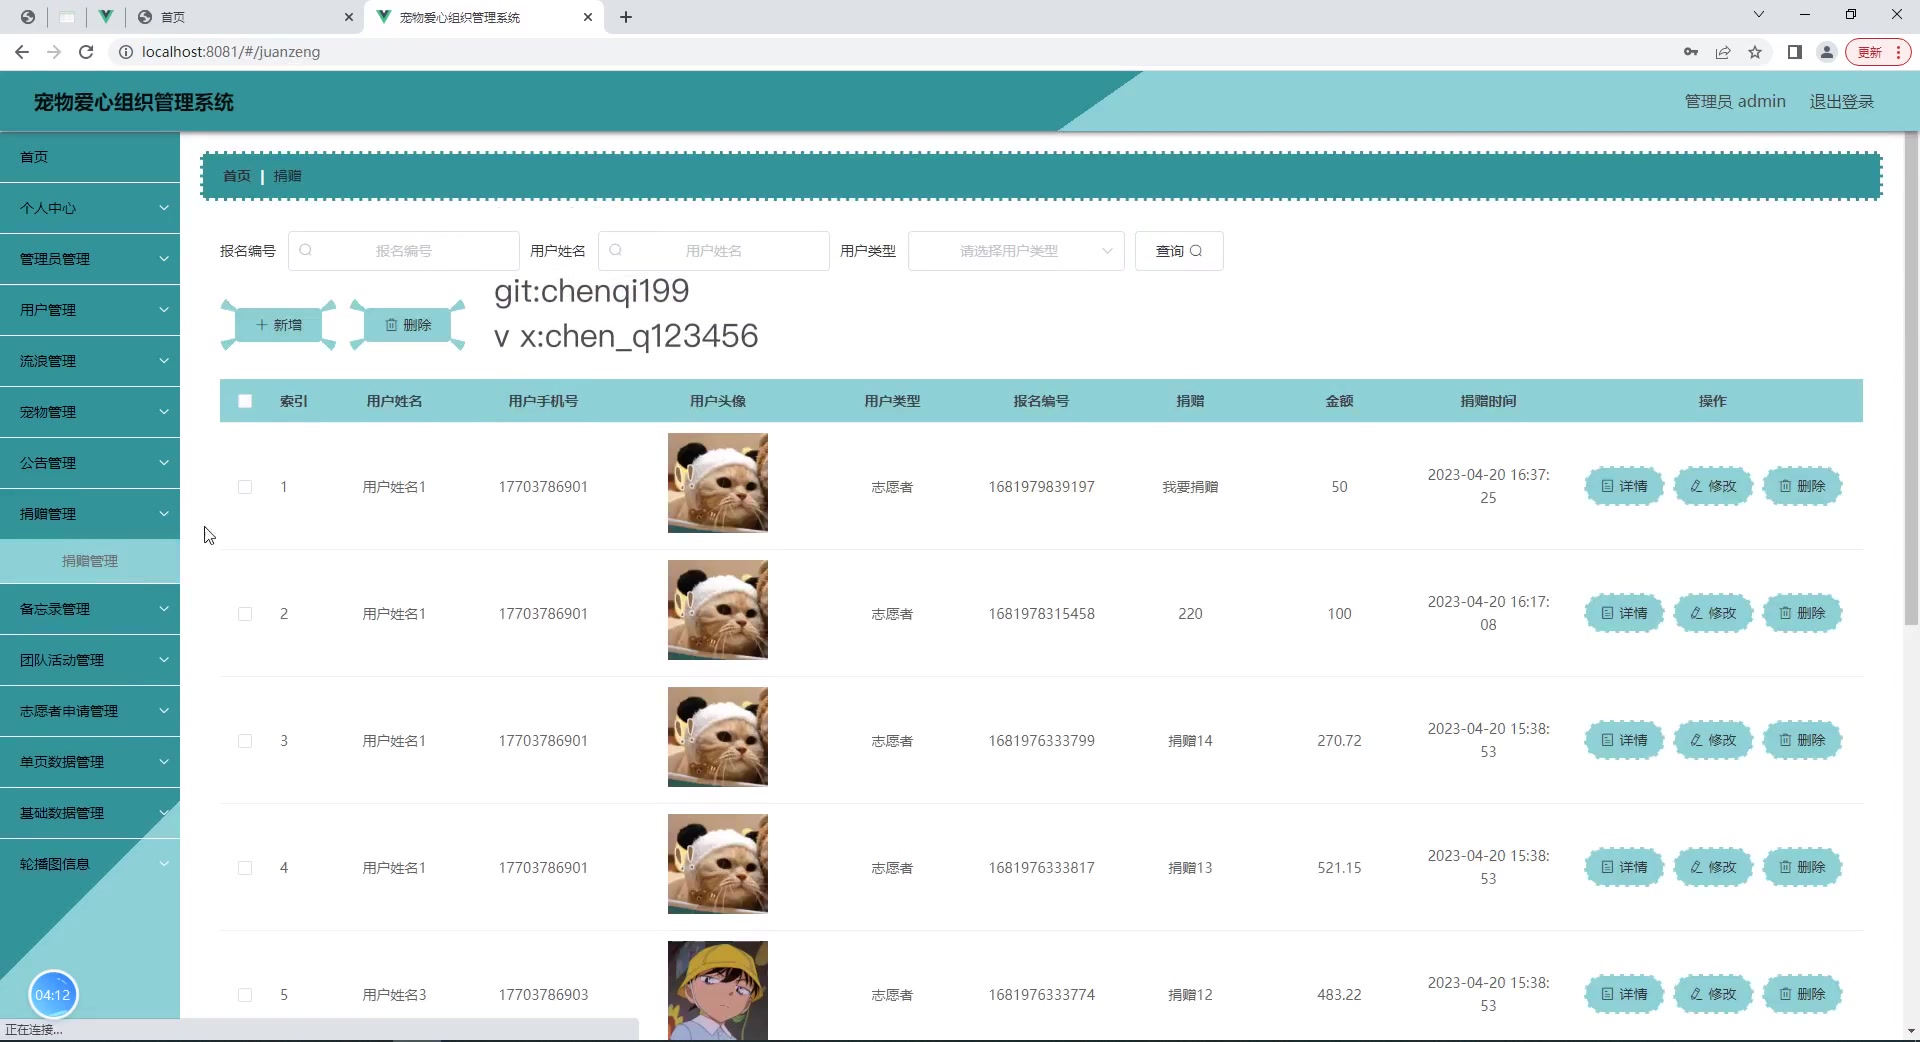 首页
宠物爱心组织管理系统
localhost:8081/#/juanzeng
更新
宠物爱心组织管理系统
管理员 admin
退出登录
首页
个人中心
管理员管理
用户管理
流浪管理
宠物管理
公告管理
捐赠管理
捐赠管理
备忘录管理
团队活动管理
志愿者申请管理
单页数据管理
基础数据管理
轮播图信息
04:12
正在连接...
首页 | 捐赠
报名编号 报名编号 用户姓名 用户姓名 用户类型 请选择用户类型 查询
新增 删除
git:chenqi199
v x:chen_q123456
索引 用户姓名 用户手机号 用户头像 用户类型 报名编号 捐赠 金额 捐赠时间 操作
1 用户姓名1 17703786901 志愿者 1681979839197 我要捐赠 50 2023-04-20 16:37:
25
详情 修改 删除
2 用户姓名1 17703786901 志愿者 1681978315458 220 100 2023-04-20 16:17:
08
详情 修改 删除
3 用户姓名1 17703786901 志愿者 1681976333799 捐赠14 270.72 2023-04-20 15:38:
53
详情 修改 删除
4 用户姓名1 17703786901 志愿者 1681976333817 捐赠13 521.15 2023-04-20 15:38:
53
详情 修改 删除
5 用户姓名3 17703786903 志愿者 1681976333774 捐赠12 483.22 2023-04-20 15:38:
53
详情 修改 删除